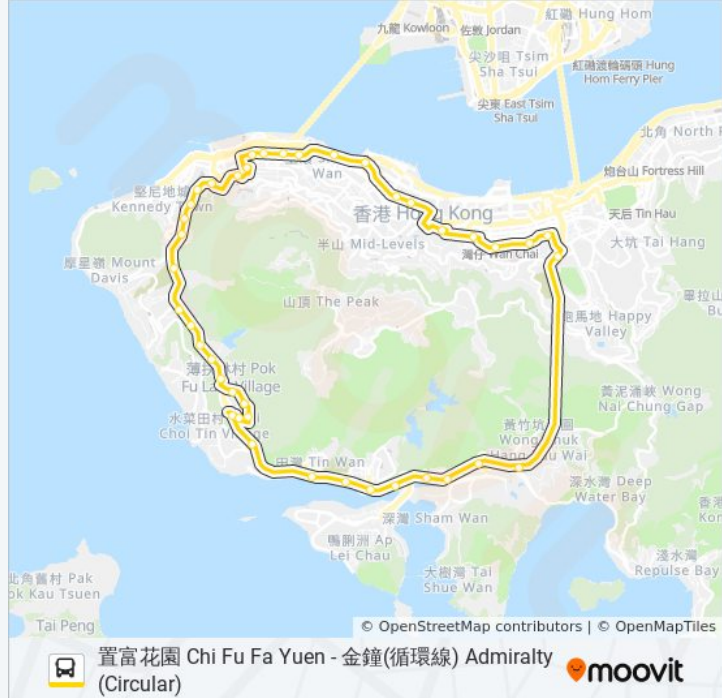 紅磡 Hung Hom
九龍 Kowloon
佐敦 Jordan
尖沙咀 Tsim
Sha Tsui
紅磡渡輪碼頭 Hung
Hom Ferry Pier
尖東 East Tsim
Sha Tsui
北角 North P
炮台山 Fortress Hill
Wan
堅尼地城
Kennedy Town
香港 Hong Kong
天后 Tin Hau
半山 Mid-Levels
灣仔 Wan Chai
大坑 Tai Hang
摩星嶺 Mount
Davis
山頂 The Peak
畢拉山
Bu
跑馬地 Happy
Valley
薄扶林村 Pok
Fu Lam Village
黃泥涌峽 Wong
Nai Chung Gap
水菜田村
Choi Tin Village
黃竹坑 圍
Wong Chuk
Hang San Wai
田灣 Tin Wan
深水灣 Deep
Water Bay
深灣 Sham Wan
香港
Kon
鴨脷洲 Ap
Lei Chau
淺水灣
Repulse Bay
大樹灣 Tai
Shue Wan
北角舊村 Pak
ok Kau Tsuen
Tai Peng
© OpenStreetMap contributors | © OpenMapTiles
置富花園 Chi Fu Fa Yuen - 金鐘(循環線) Admiralty
(Circular)
moovit